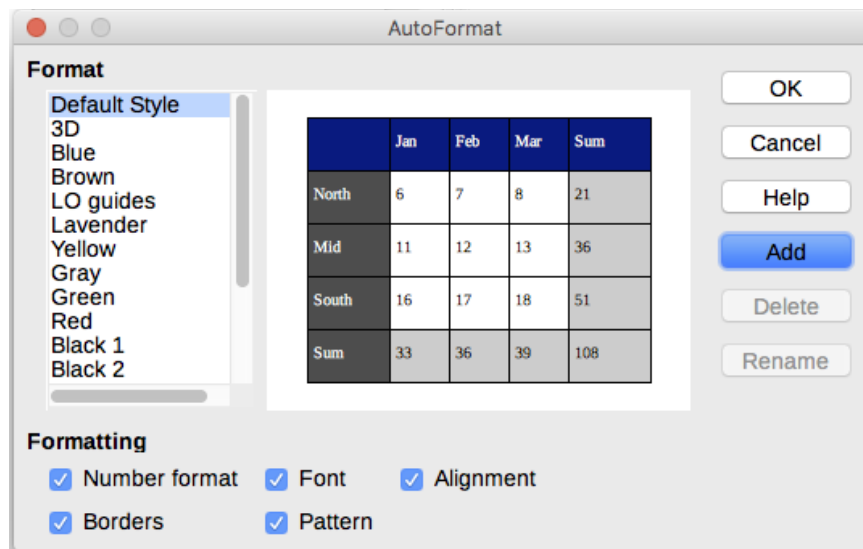 AutoFormat
Format
Default Style
3D
Blue
Brown
LO guides
Lavender
Yellow
Gray
Green
Red
Black 1
Black 2
Jan Feb Mar Sum
North 6 7 8 21
Mid 11 12 13 36
South 16 17 18 51
Sum 33 36 39 108
OK
Cancel
Help
Add
Delete
Rename
Formatting
Number format Font Alignment
Borders Pattern